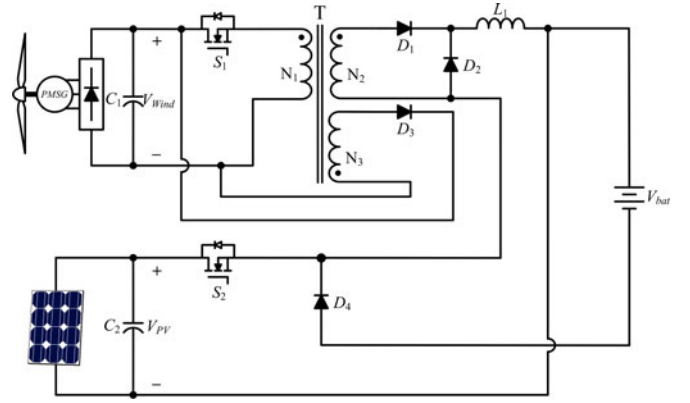 T
L1
S1
D1
N1
N2
D2
PMSG
C1
VWind
+
−
D3
N3
Vbat
+
S2
D4
C2
VPV
−